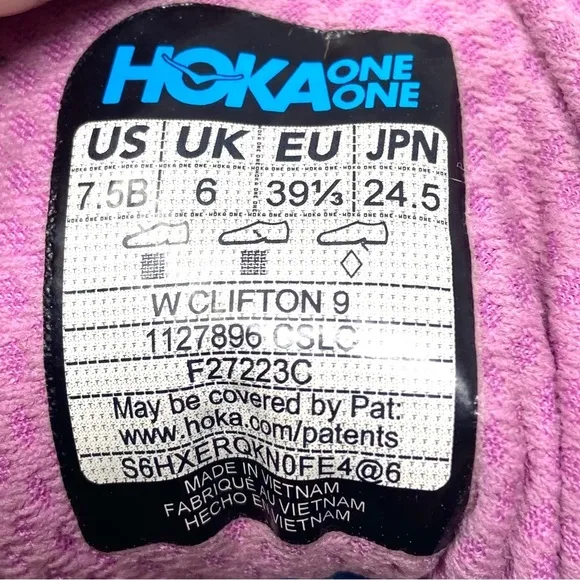 HOKA ONE ONE
US UK EU JPN
7.5B 6 39⅓ 24.5
W CLIFTON 9
1127896 CSLC
F27223C
May be covered by Pat:
www.hoka.com/patents
S6HXERQKN0FE4@6
MADE IN VIETNAM
FABRIQUÉ AU VIETNAM
HECHO EN VIETNAM